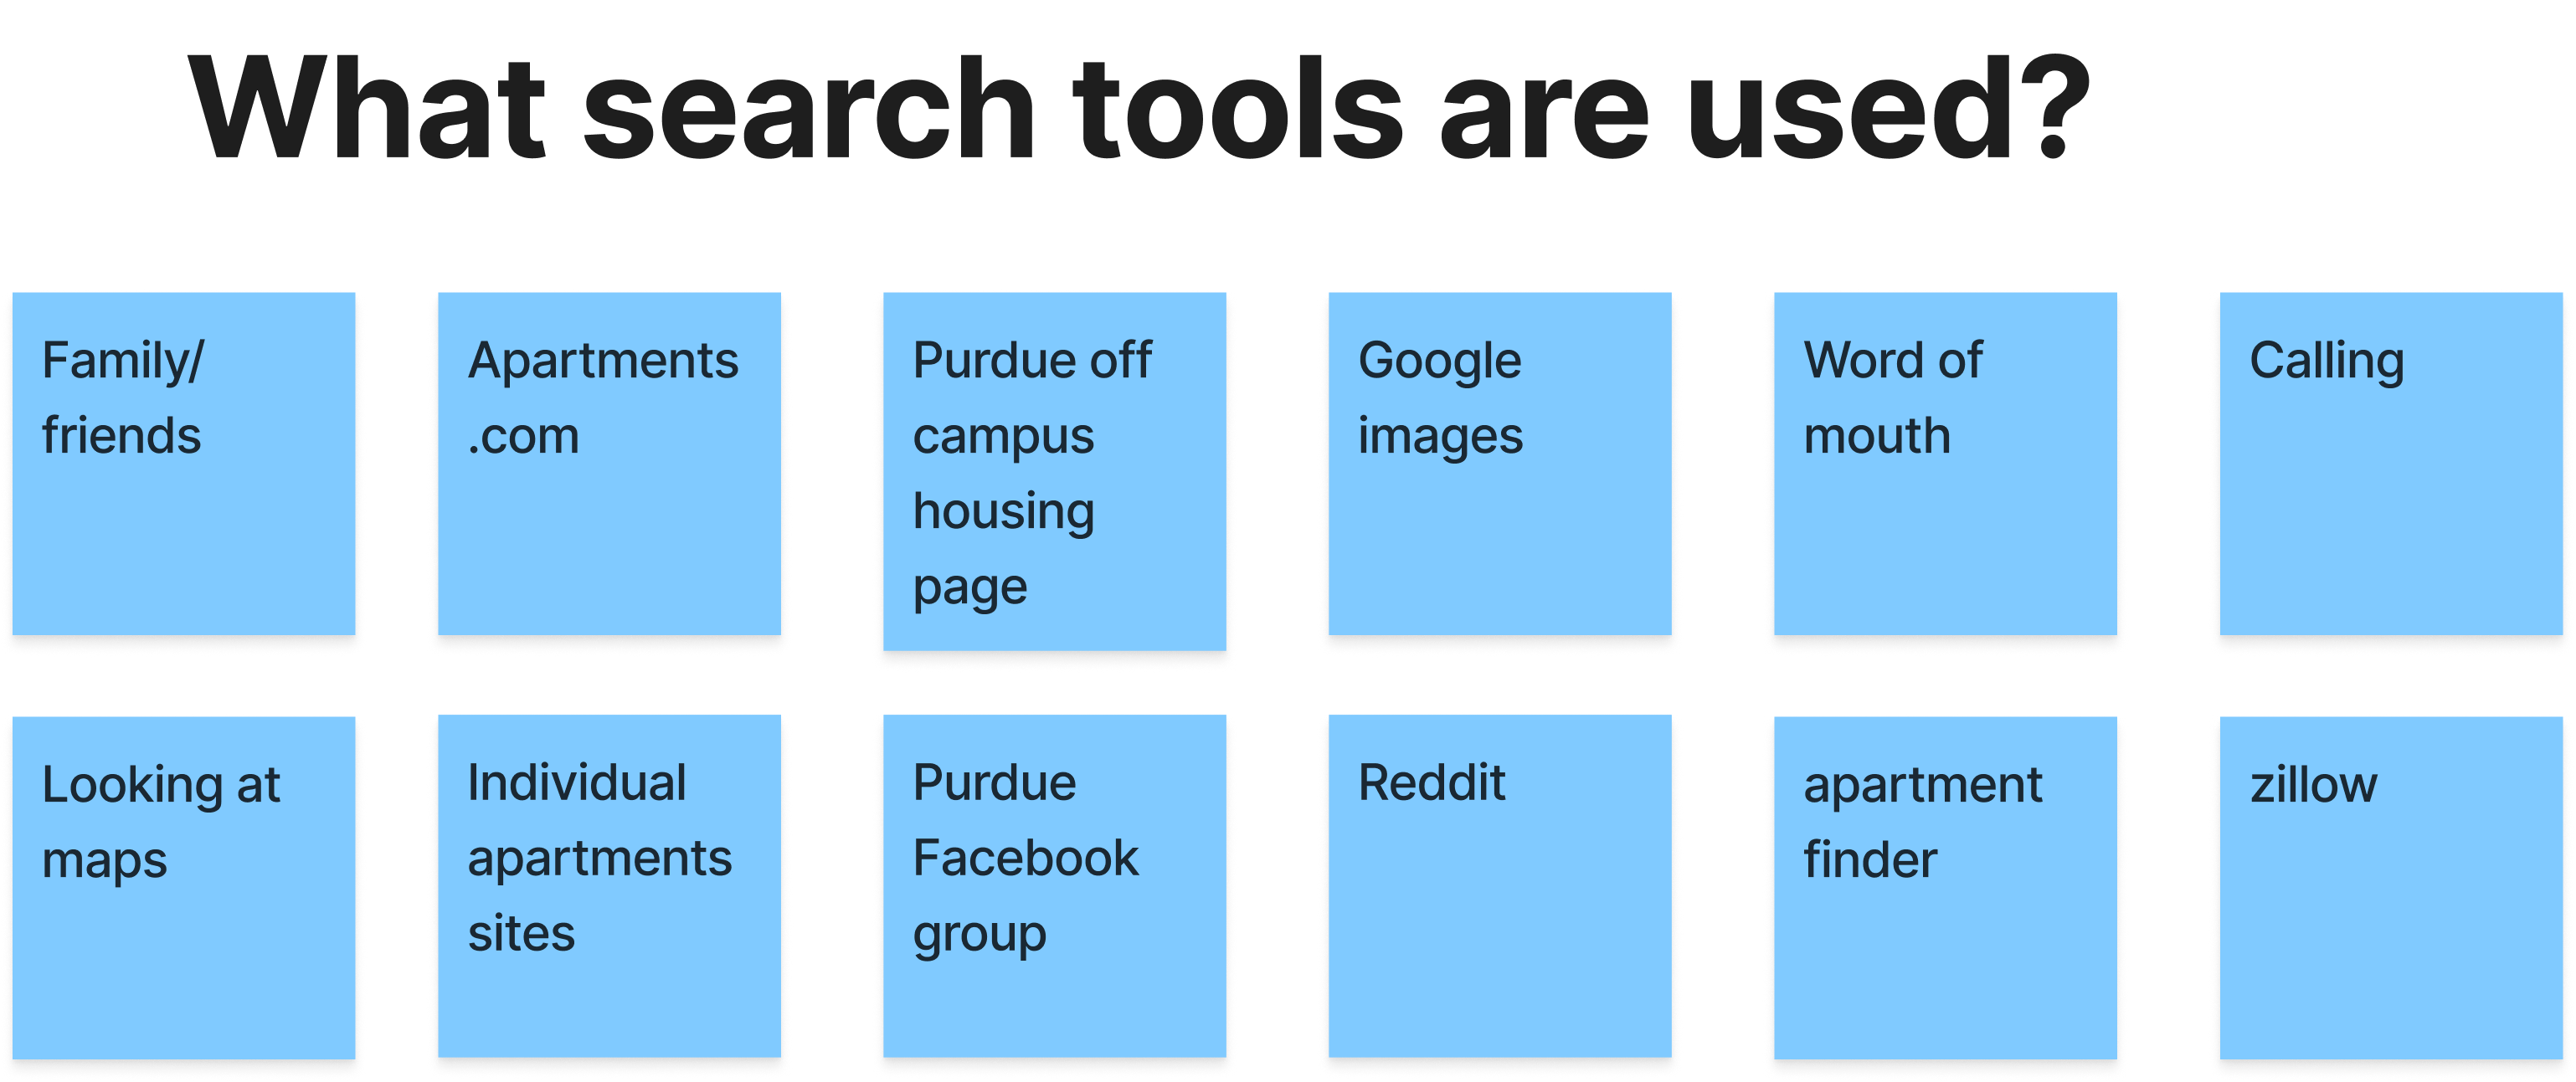 What search tools are used?
Family/
friends
Apartments
.com
Purdue off
campus
housing
page
Google
images
Word of
mouth
Calling
Looking at
maps
Individual
apartments
sites
Purdue
Facebook
group
Reddit
apartment
finder
zillow